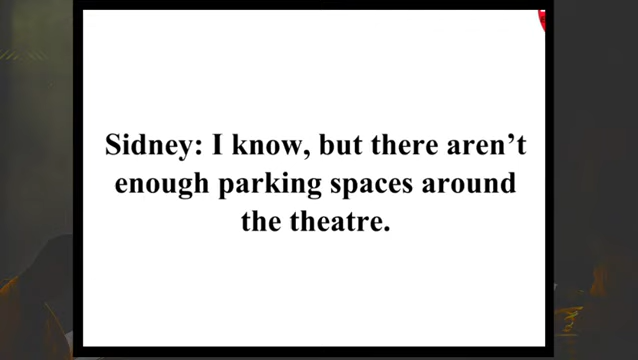 Sidney: I know, but there aren’t
enough parking spaces around
the theatre.